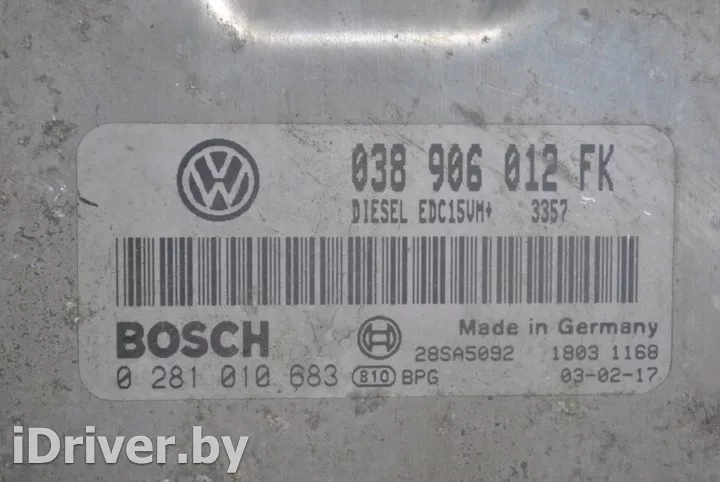 038 906 012 FK
DIESEL EDC15VM+ 3357
BOSCH
Made in Germany
28SA5092 1803 1168
0 281 010 683 810 BPG 03-02-17
iDriver.by